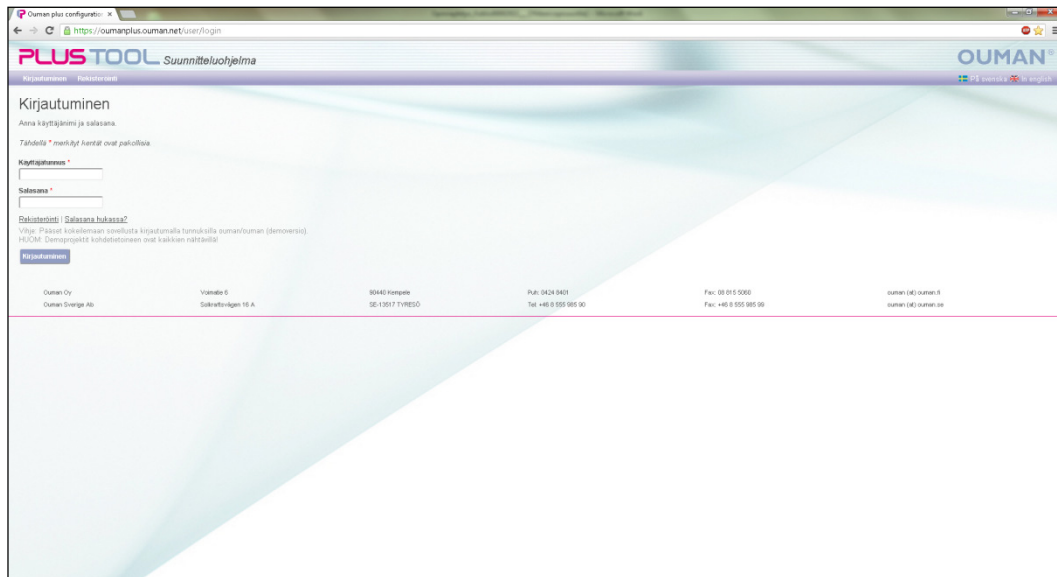 Ouman plus configuratio
https://oumanplus.ouman.net/user/login
PLUSTOOL Suunnitteluohjelma
OUMAN®
Kirjautuminen Rekisteröinti
På svenska In english
Kirjautuminen
Anna käyttäjänimi ja salasana.
Tähdellä * merkityt kentät ovat pakollisia.
Käyttäjätunnus *
Salasana *
Rekisteröinti | Salasana hukassa?
Vihje: Pääset kokeilemaan sovellusta kirjautumalla tunnuksilla ouman/ouman (demoversio).
HUOM: Demoprojektit kohdetietoineen ovat kaikkien nähtävillä!
Kirjautuminen
Ouman Oy Voimatie 6 90440 Kempele Puh. 0424 8401 Fax: 08 815 5060 ouman (at) ouman.fi
Ouman Sverige Ab Solkraftsvägen 16 A SE-13517 TYRESÖ Tel: +46 8 555 985 90 Fax: +46 8 555 985 99 ouman (at) ouman.se